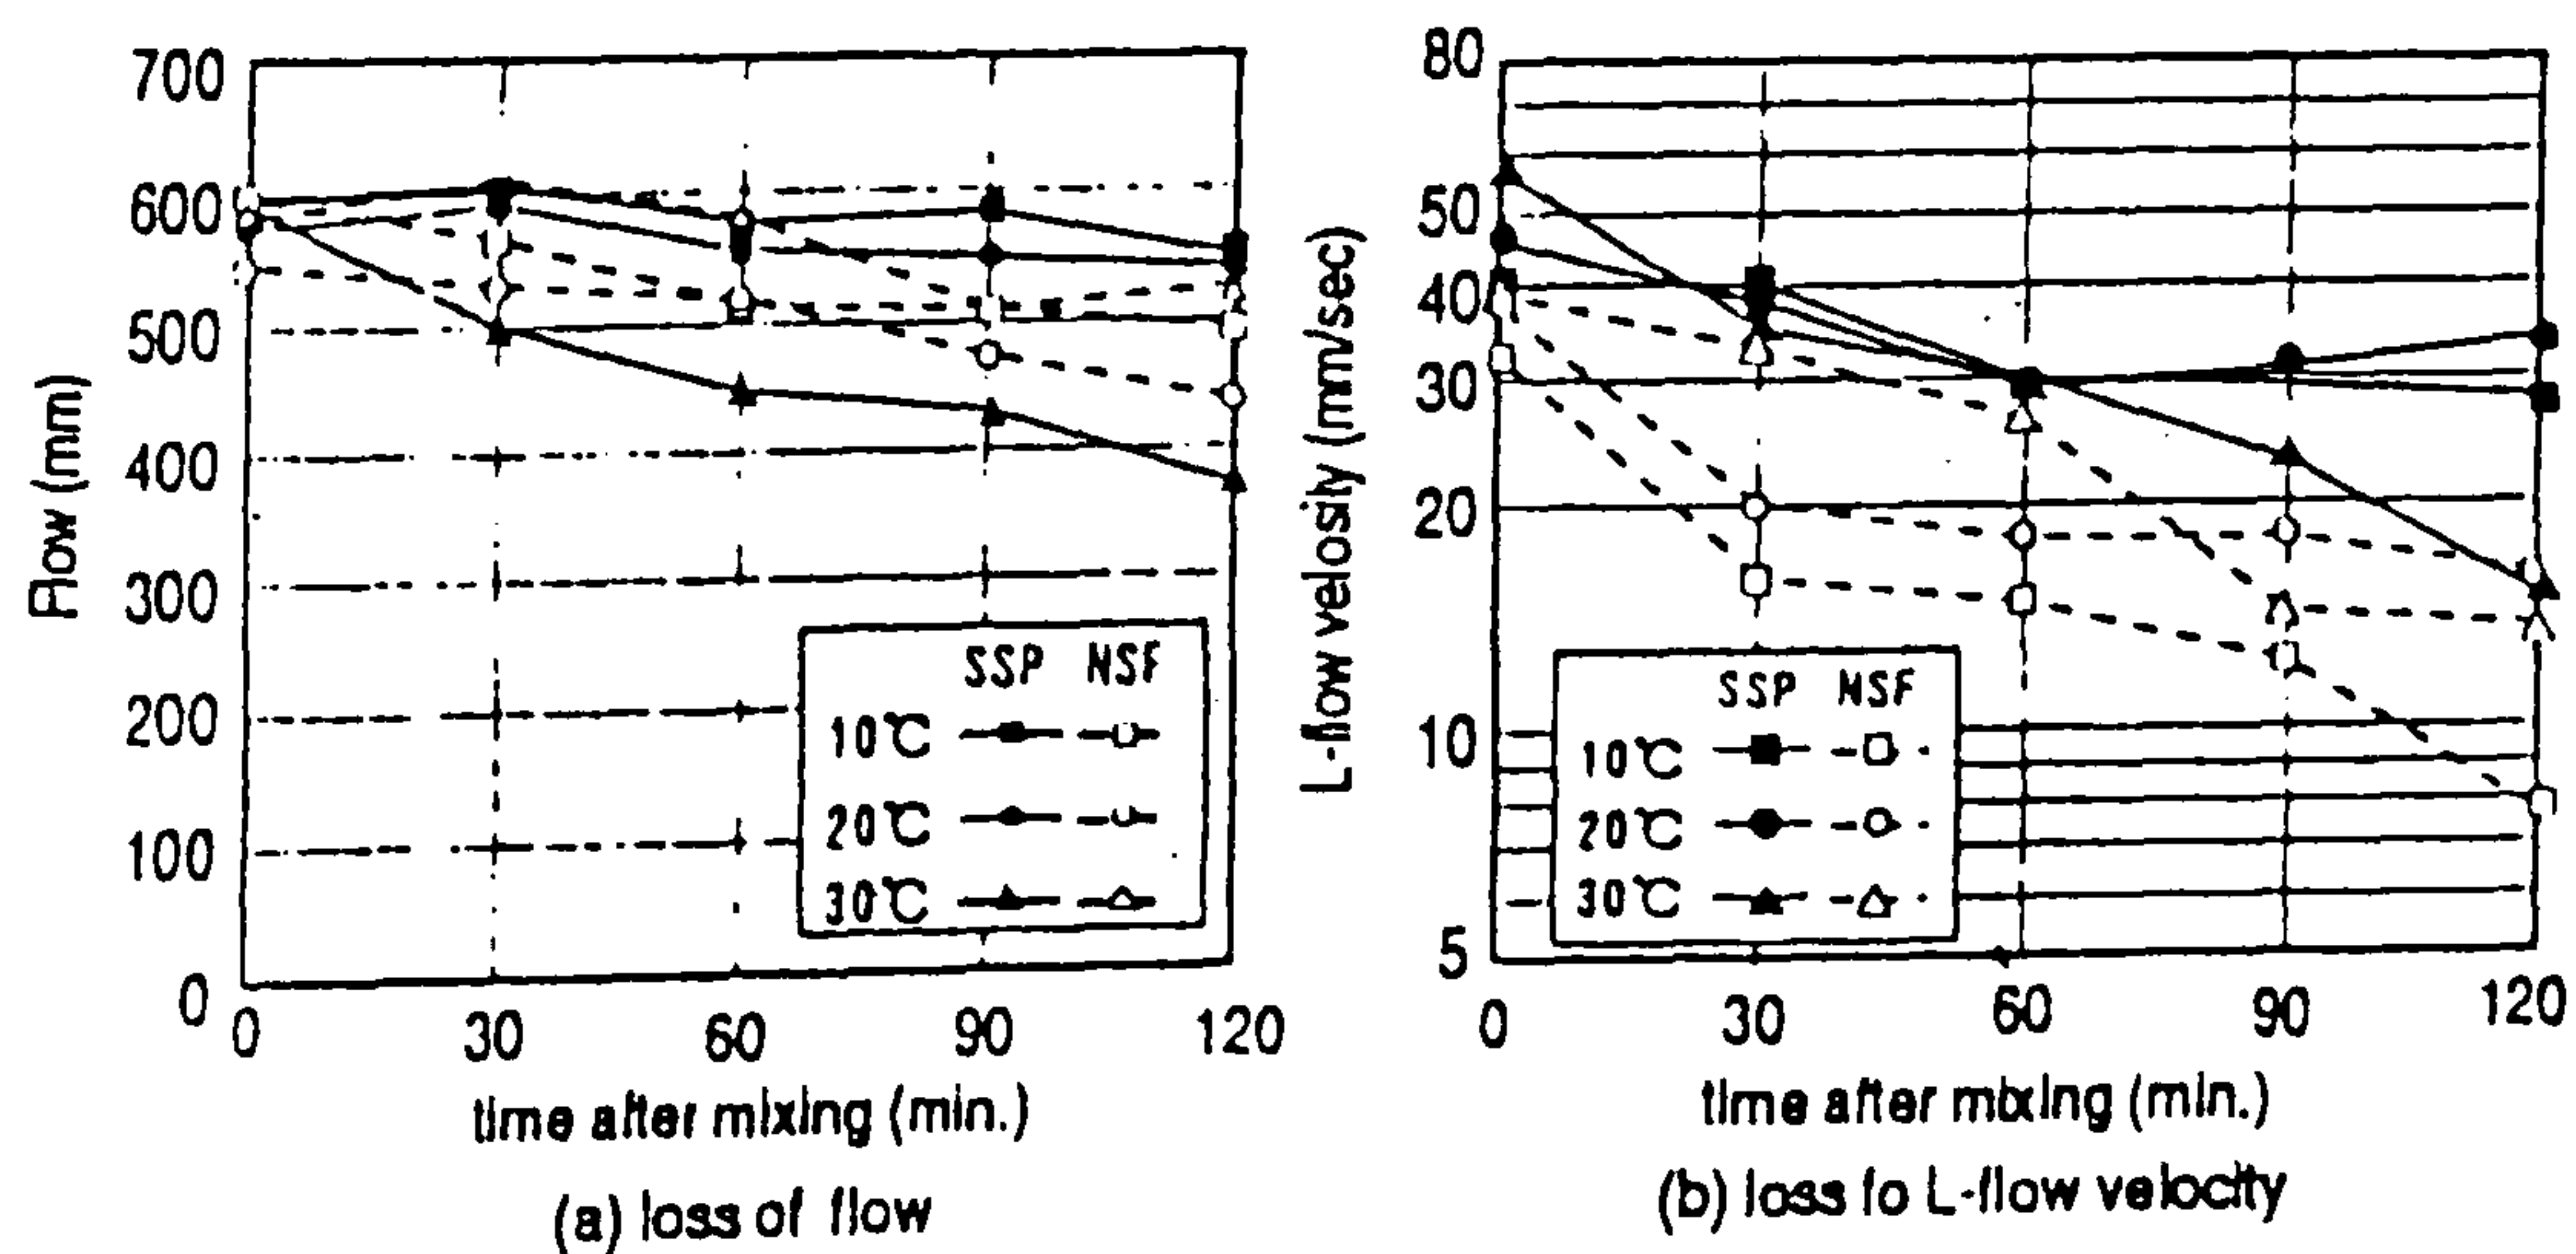 700
600
500
400
300
200
100
0
Flow (mm)
SSP NSF
10℃
20℃
30℃
0 30 60 90 120
time after mixing (min.)
(a) loss of flow
80
50
40
30
20
10
5
L-flow velosity (mm/sec)
SSP NSF
10℃
20℃
30℃
0 30 60 90 120
time after mixing (min.)
(b) loss fo L-flow velocity